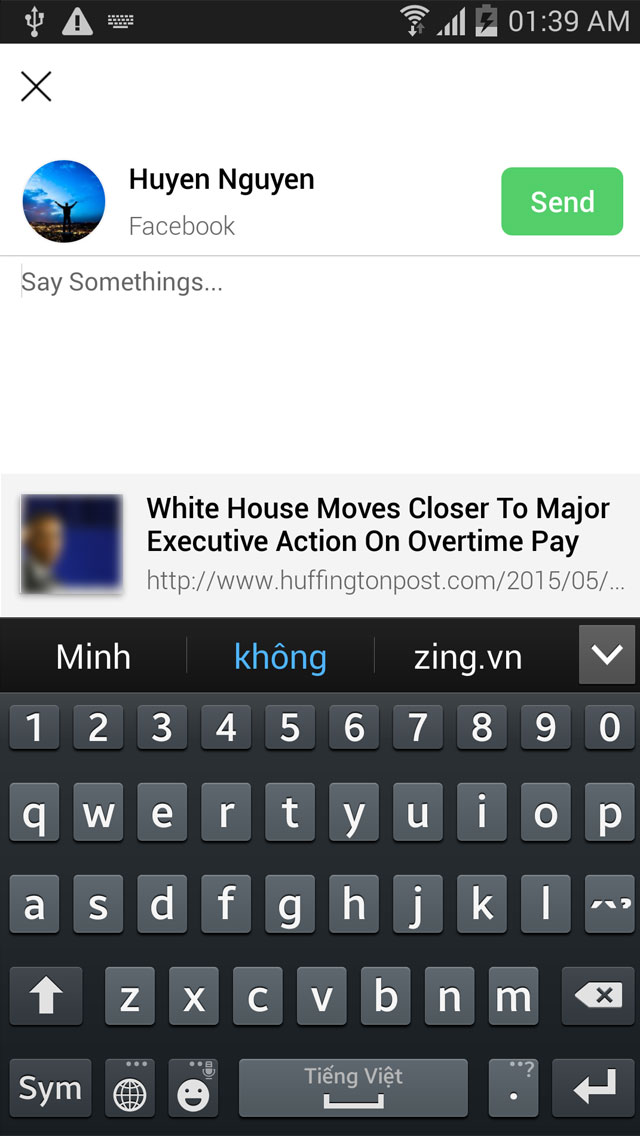 01:39 AM
Huyen Nguyen
Facebook
Send
Say Somethings...
White House Moves Closer To Major
Executive Action On Overtime Pay
http://www.huffingtonpost.com/2015/05/...
Minh không zing.vn
1 2 3 4 5 6 7 8 9 0
q w e r t y u i o p
a s d f g h j k l
z x c v b n m
Sym Tiếng Việt . ?